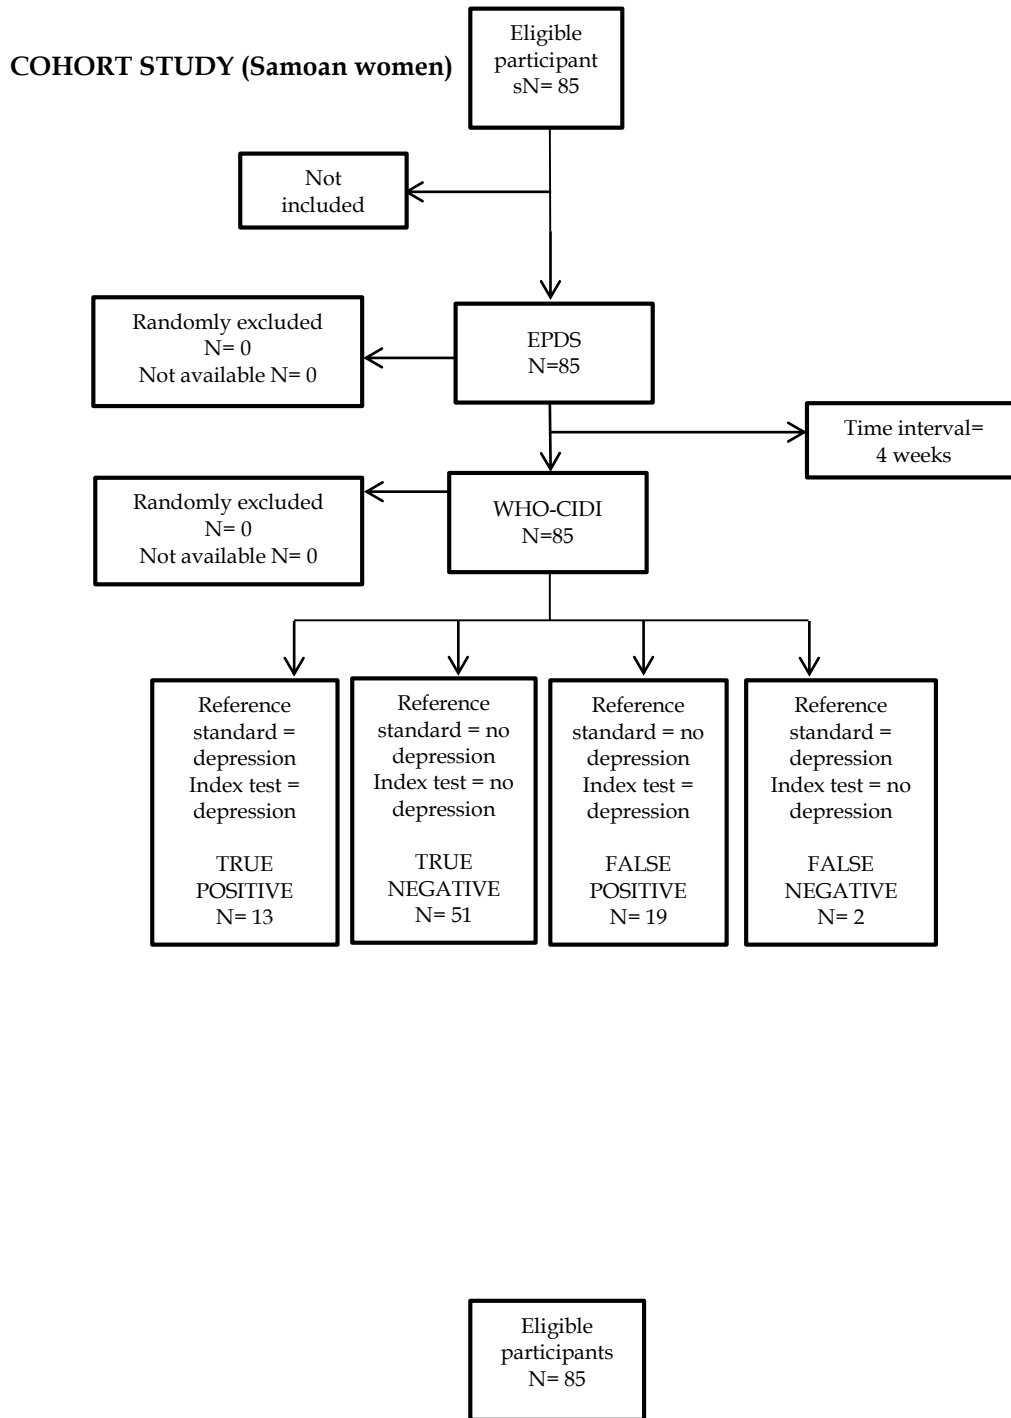 COHORT STUDY (Samoan women)
Eligible
participant
sN= 85
Not
included
Randomly excluded
N= 0
Not available N= 0
EPDS
N=85
Time interval=
4 weeks
Randomly excluded
N= 0
Not available N= 0
WHO-CIDI
N=85
Reference
standard =
depression
Index test =
depression
TRUE
POSITIVE
N= 13
Reference
standard = no
depression
Index test = no
depression
TRUE
NEGATIVE
N= 51
Reference
standard = no
depression
Index test =
depression
FALSE
POSITIVE
N= 19
Reference
standard =
depression
Index test = no
depression
FALSE
NEGATIVE
N= 2
Eligible
participants
N= 85